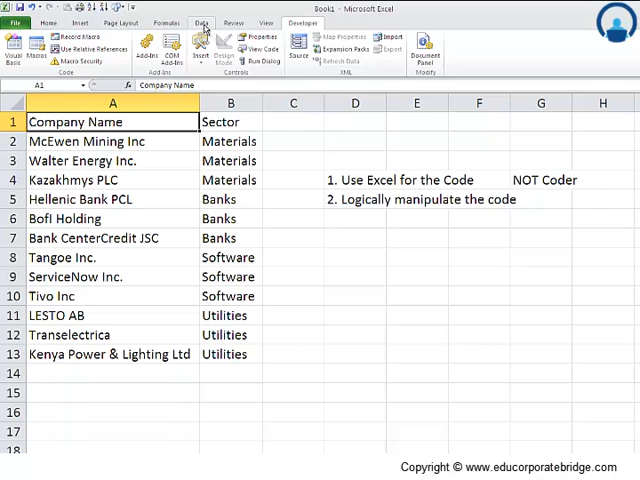 Book1 - Microsoft Excel
File Home Insert Page Layout Formulas Data Review View Developer
Visual Basic
Macros
Record Macro
Use Relative References
Macro Security
Code
Add-Ins
COM Add-Ins
Add-Ins
Insert
Properties
View Code
Run Dialog
Controls
Source
Map Properties
Expansion Packs
Refresh Data
Import
Export
XML
Document Panel
Modify
A1 fx Company Name
A B C D E F G H
1 Company Name Sector
2 McEwen Mining Inc Materials
3 Walter Energy Inc. Materials
4 Kazakhmys PLC Materials 1. Use Excel for the Code NOT Coder
5 Hellenic Bank PCL Banks 2. Logically manipulate the code
6 BofI Holding Banks
7 Bank CenterCredit JSC Banks
8 Tangoe Inc. Software
9 ServiceNow Inc. Software
10 Tivo Inc Software
11 LESTO AB Utilities
12 Transelectrica Utilities
13 Kenya Power & Lighting Ltd Utilities
14
15
16
17
18
Copyright © www.educorporatebridge.com/